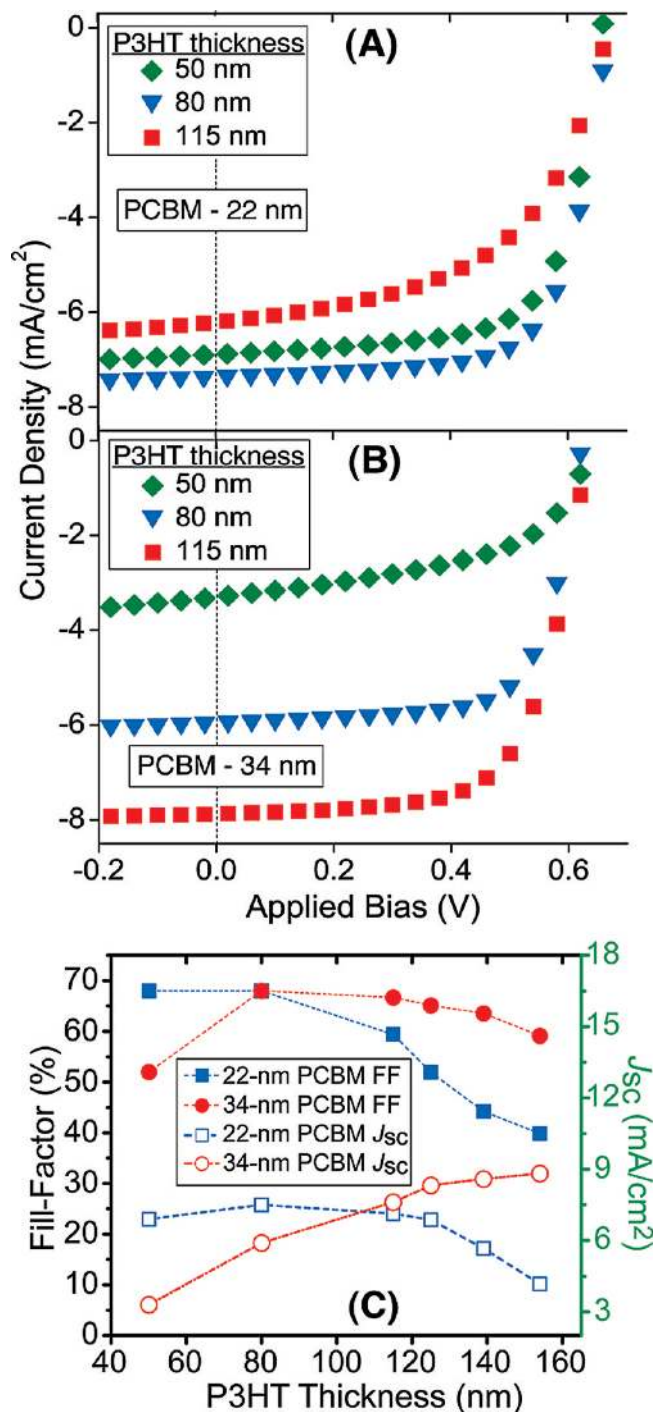 (A)
P3HT thickness
50 nm
80 nm
115 nm
PCBM - 22 nm
0
-2
-4
-6
-8
Current Density (mA/cm2)
(B)
P3HT thickness
50 nm
80 nm
115 nm
PCBM - 34 nm
0
-2
-4
-6
-8
-0.2 0.0 0.2 0.4 0.6
Applied Bias (V)
70
60
50
40
30
20
10
0
Fill-Factor (%)
22-nm PCBM FF
34-nm PCBM FF
22-nm PCBM JSC
34-nm PCBM JSC
(C)
18
15
12
9
6
3
JSC (mA/cm2)
40 60 80 100 120 140 160
P3HT Thickness (nm)